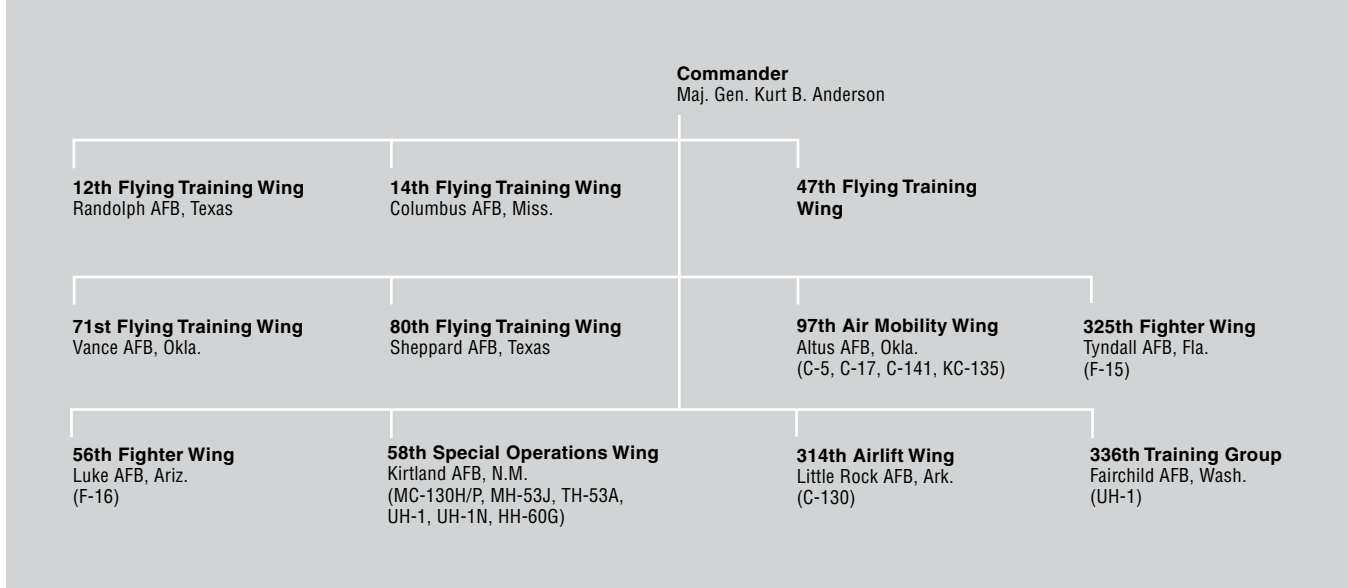 Commander
Maj. Gen. Kurt B. Anderson
12th Flying Training Wing
Randolph AFB, Texas
14th Flying Training Wing
Columbus AFB, Miss.
47th Flying Training
Wing
71st Flying Training Wing
Vance AFB, Okla.
80th Flying Training Wing
Sheppard AFB, Texas
97th Air Mobility Wing
Altus AFB, Okla.
(C-5, C-17, C-141, KC-135)
325th Fighter Wing
Tyndall AFB, Fla.
(F-15)
56th Fighter Wing
Luke AFB, Ariz.
(F-16)
58th Special Operations Wing
Kirtland AFB, N.M.
(MC-130H/P, MH-53J, TH-53A,
UH-1, UH-1N, HH-60G)
314th Airlift Wing
Little Rock AFB, Ark.
(C-130)
336th Training Group
Fairchild AFB, Wash.
(UH-1)